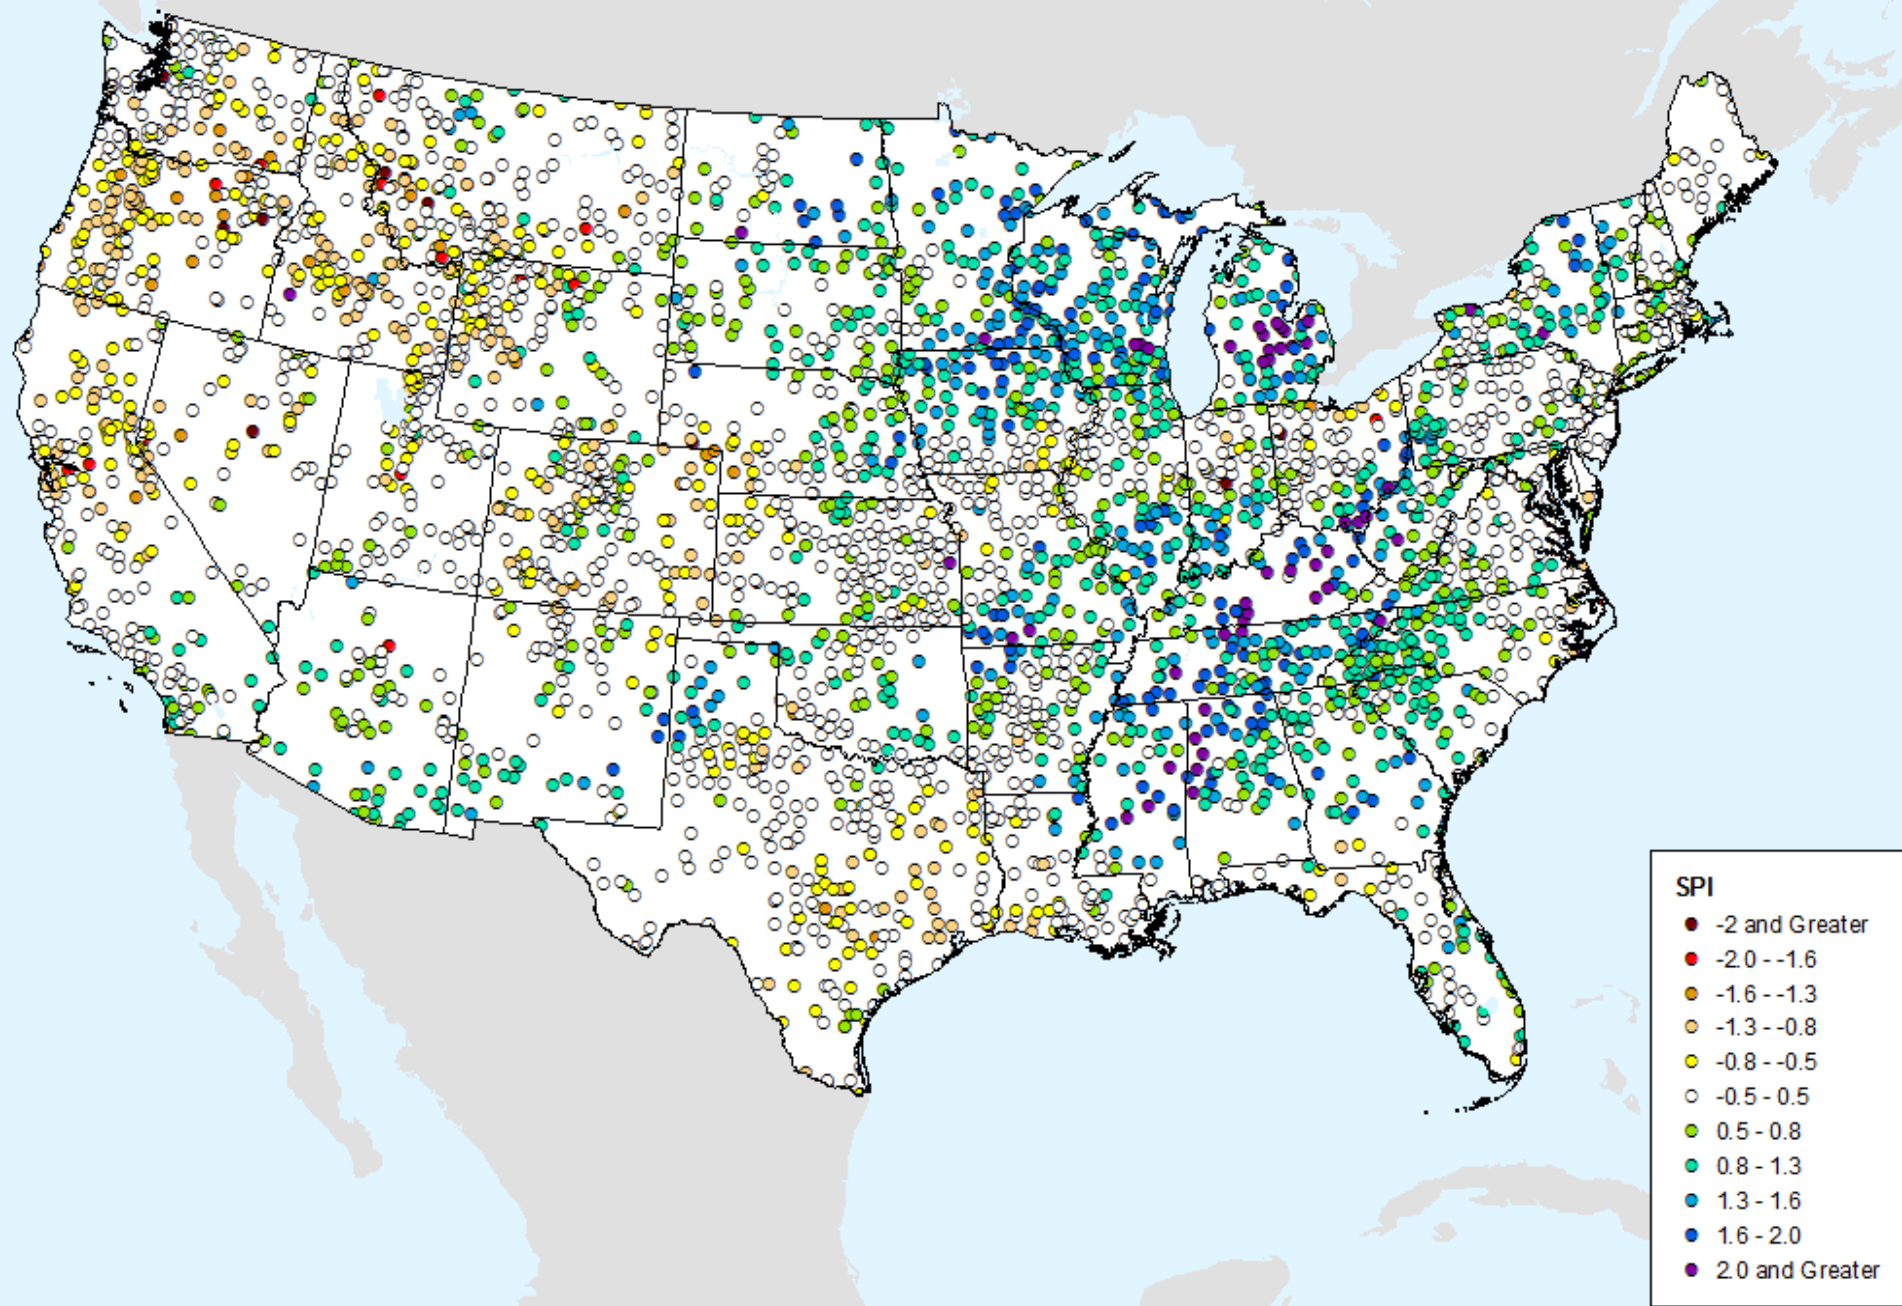 SPI
-2 and Greater
-2.0 - -1.6
-1.6 - -1.3
-1.3 - -0.8
-0.8 - -0.5
-0.5 - 0.5
0.5 - 0.8
0.8 - 1.3
1.3 - 1.6
1.6 - 2.0
2.0 and Greater